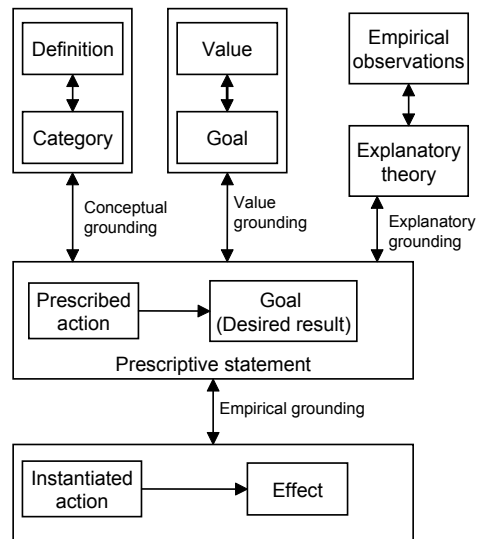 Definition
Category
Value
Goal
Empirical
observations
Explanatory
theory
Conceptual
grounding
Value
grounding
Explanatory
grounding
Prescribed
action
Goal
(Desired result)
Prescriptive statement
Empirical grounding
Instantiated
action
Effect